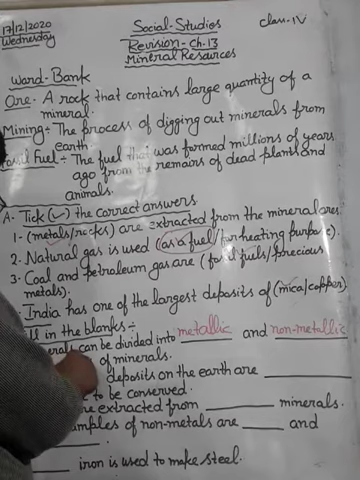 17/12/2020 Social-Studies Class-IV
Wednesday Revision-Ch-13
Mineral Resources
Word-Bank
Ore- A rock that contains large quantity of a
mineral.
Mining÷ The process of digging out minerals from
earth.
Fossil Fuel÷ The fuel that was formed millions of years
ago from the remains of dead plants and
animals.
A- Tick (✓) the correct answers.
1- (metals/rocks) are extracted from the mineral ores.
2. Natural gas is used (as a fuel/for heating purpose).
3. Coal and petroleum gas are (fossil fuels/precious
metals).
India has one of the largest deposits of (mica/copper).
in the blanks÷
can be divided into metallic and non-metallic
of minerals.
deposits on the earth are ________
to be conserved.
extracted from ________ minerals.
of non-metals are ______ and
______.
______ iron is used to make steel.